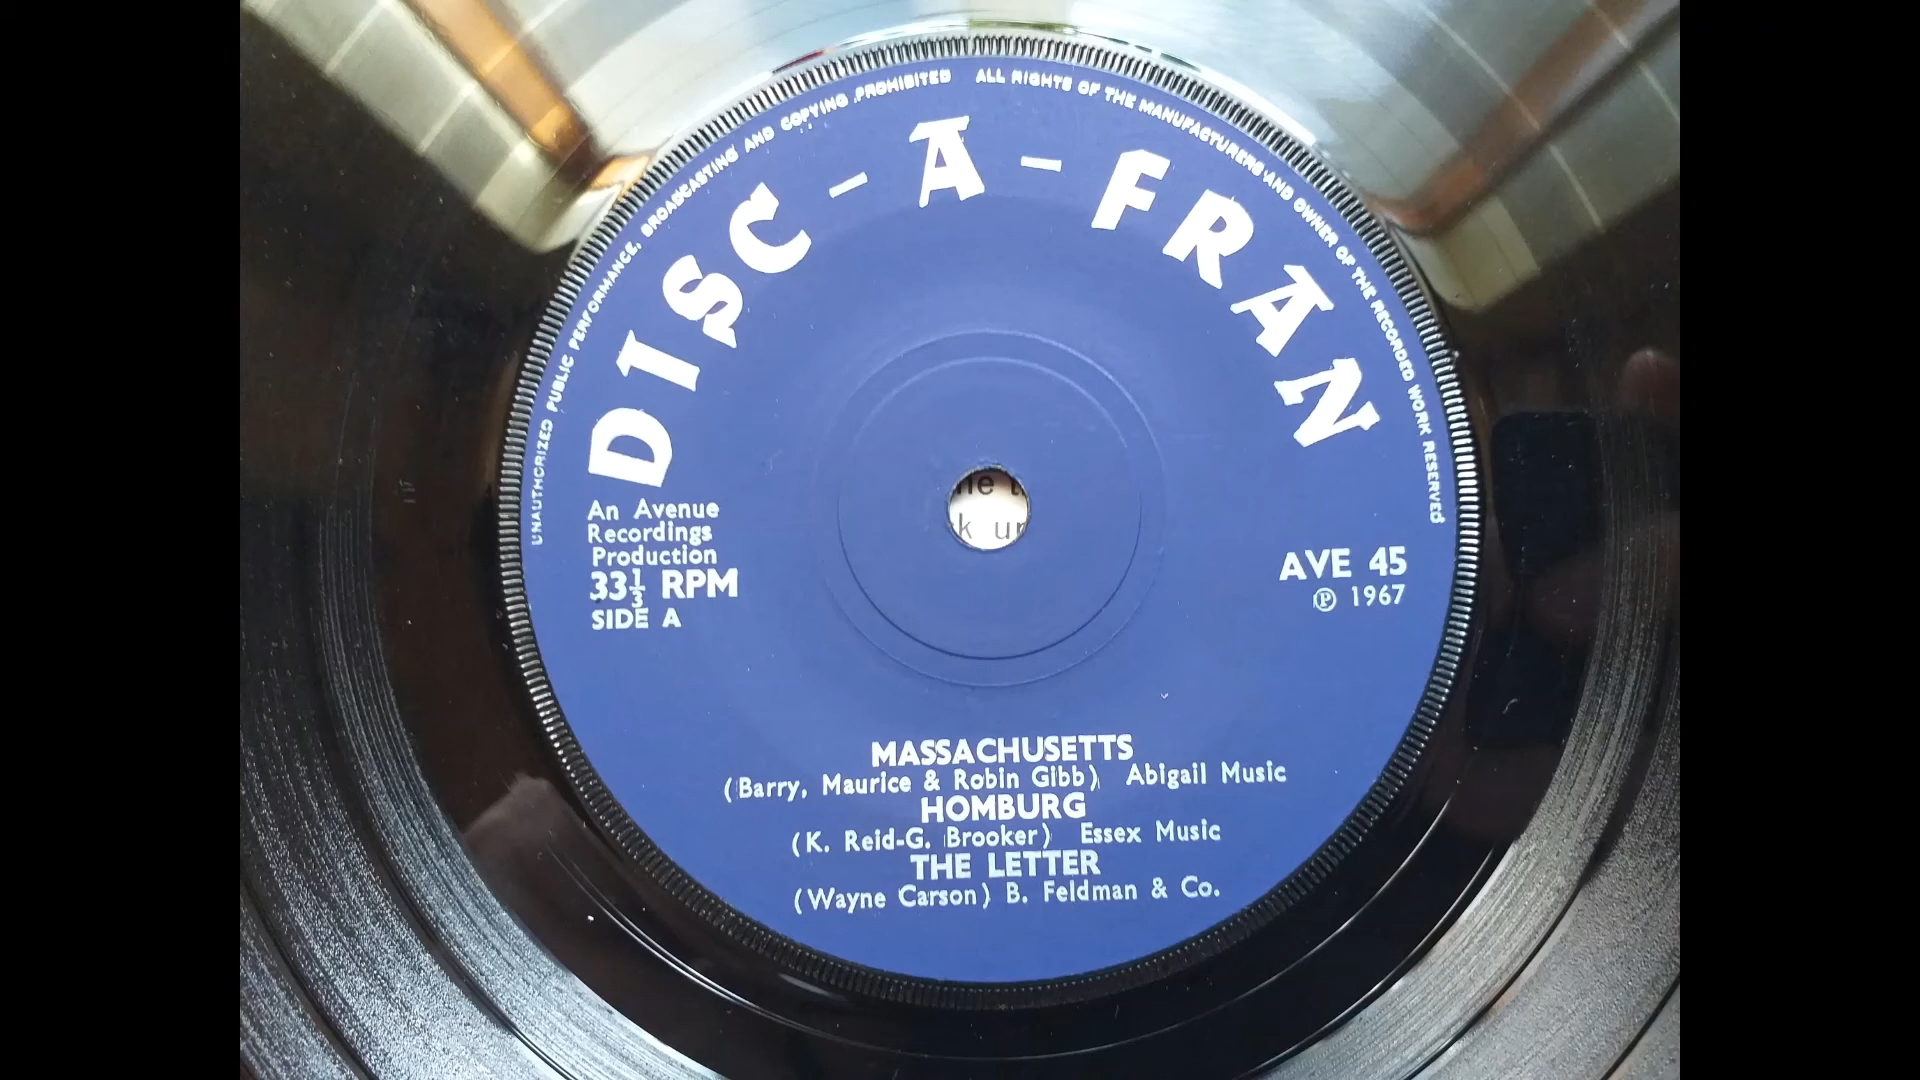 UNAUTHORIZED PUBLIC PERFORMANCE, BROADCASTING AND COPYING PROHIBITED ALL RIGHTS OF THE MANUFACTURERS AND OWNER OF THE RECORDED WORK RESERVED
DISC-A-FRAN
An Avenue
Recordings
Production
33⅓ RPM
SIDE A
AVE 45
℗ 1967
MASSACHUSETTS
(Barry, Maurice & Robin Gibb) Abigail Music
HOMBURG
(K. Reid-G. Brooker) Essex Music
THE LETTER
(Wayne Carson) B. Feldman & Co.